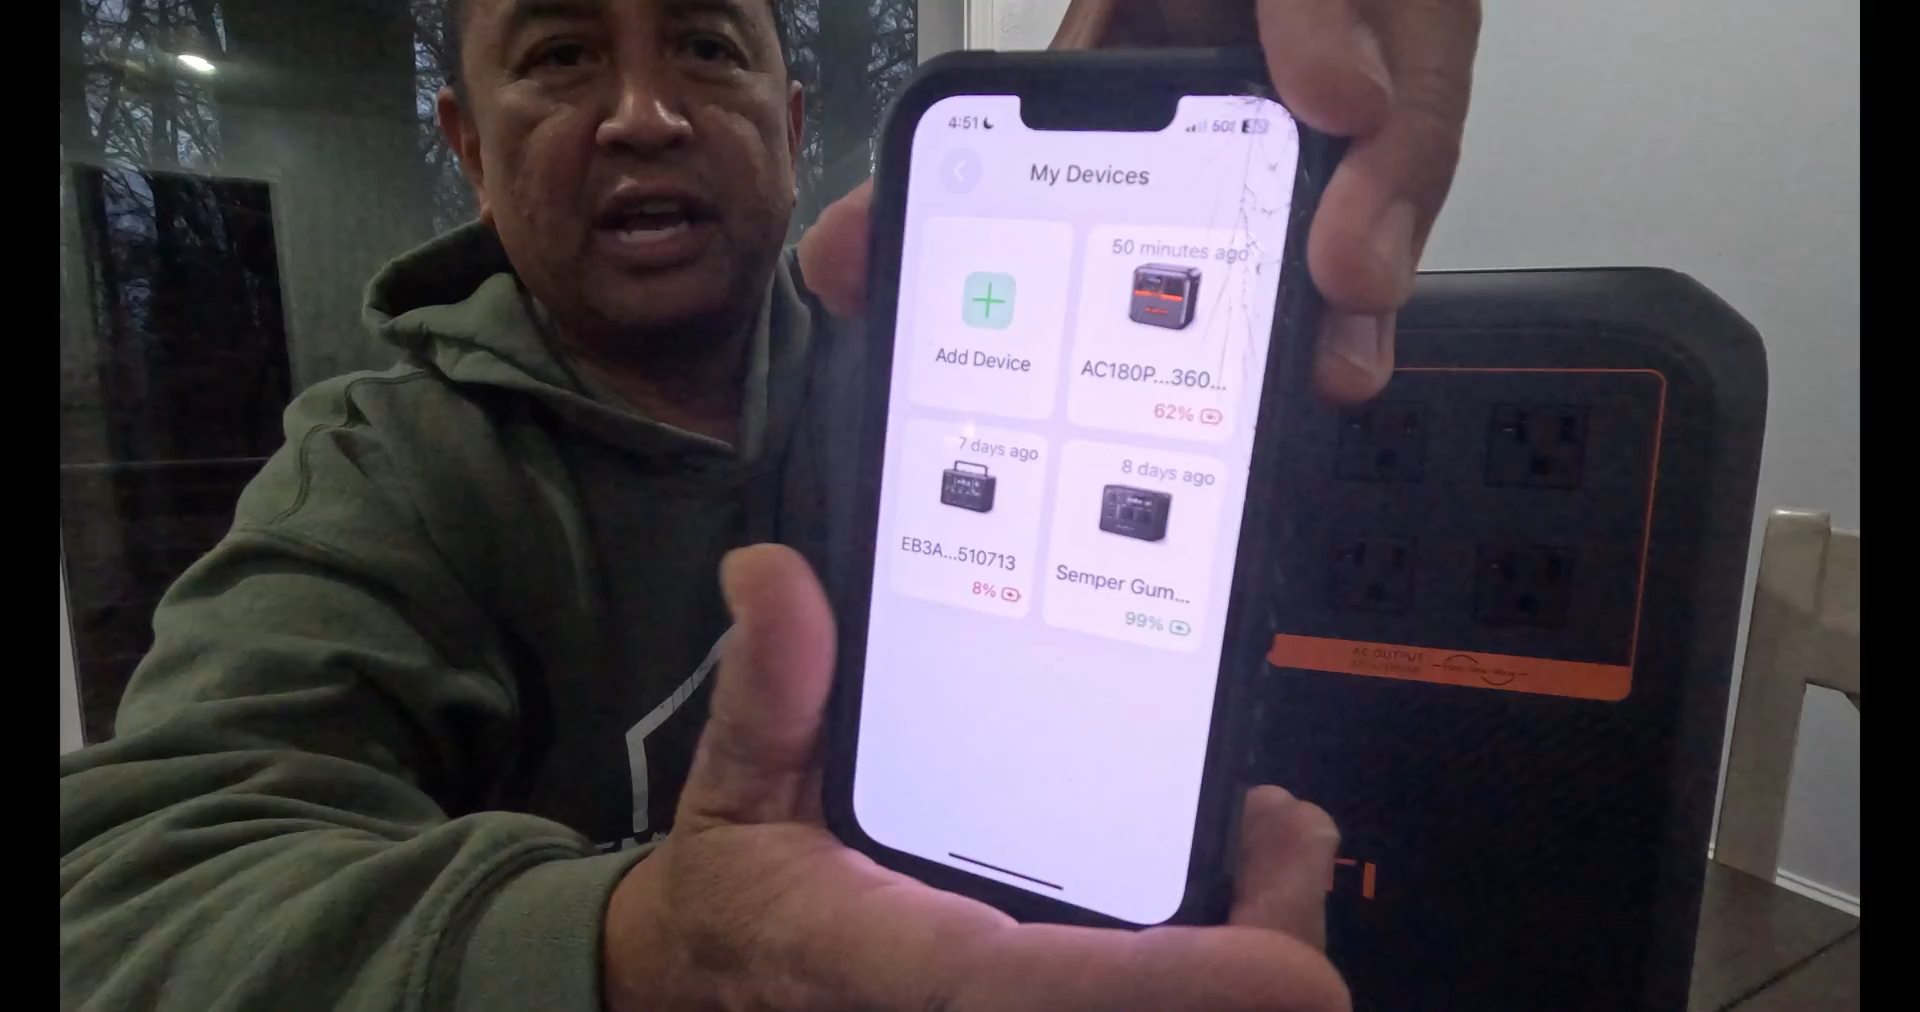 4:51
My Devices
Add Device
50 minutes ago
AC180P...360...
62%
7 days ago
EB3A...510713
8%
8 days ago
Semper Gum...
99%
AC OUTPUT